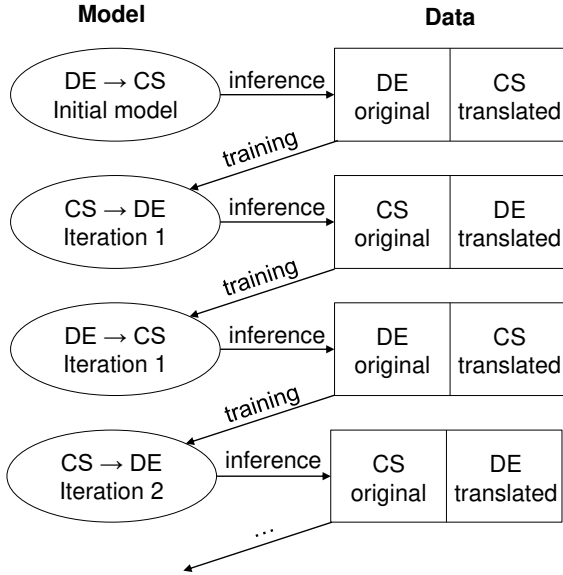 Model
Data
DE → CS
Initial model
inference
DE
original
CS
translated
training
CS → DE
Iteration 1
inference
CS
original
DE
translated
training
DE → CS
Iteration 1
inference
DE
original
CS
translated
training
CS → DE
Iteration 2
inference
CS
original
DE
translated
...